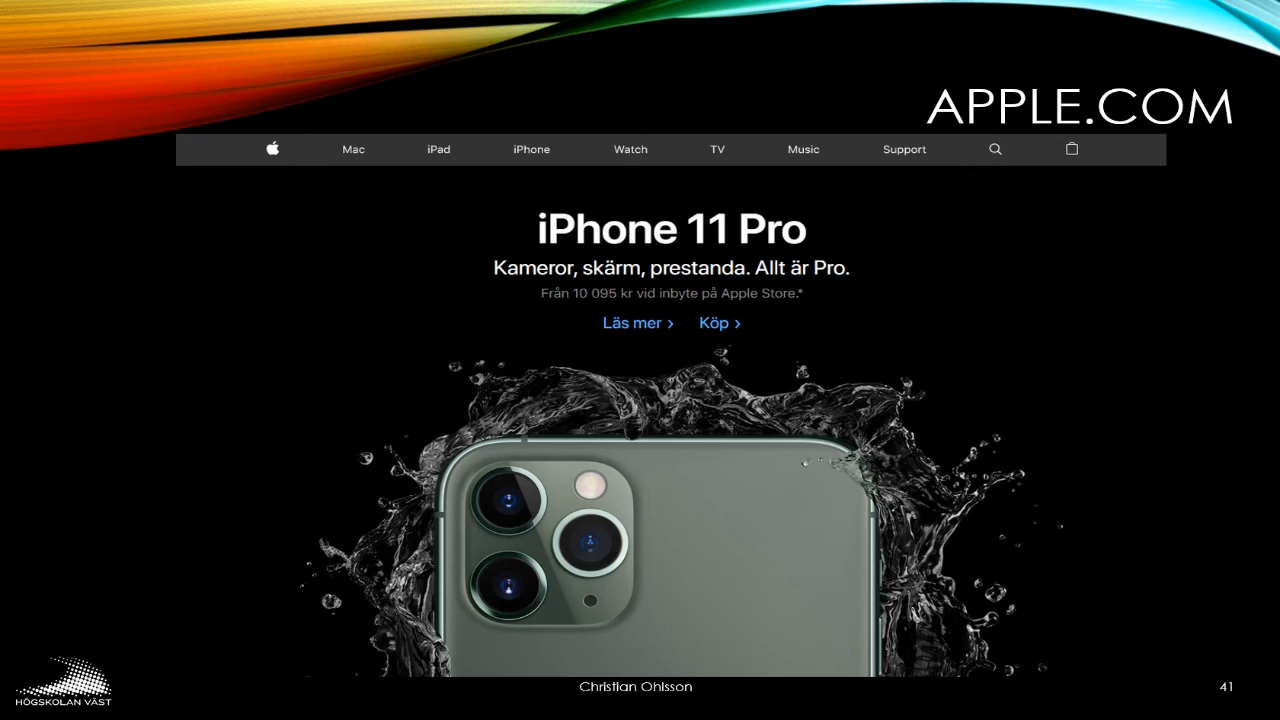 APPLE.COM
Mac iPad iPhone Watch TV Music Support
iPhone 11 Pro
Kameror, skärm, prestanda. Allt är Pro.
Från 10 095 kr vid inbyte på Apple Store.*
Läs mer > Köp >
HÖGSKOLAN VÄST
Christian Ohlsson
41